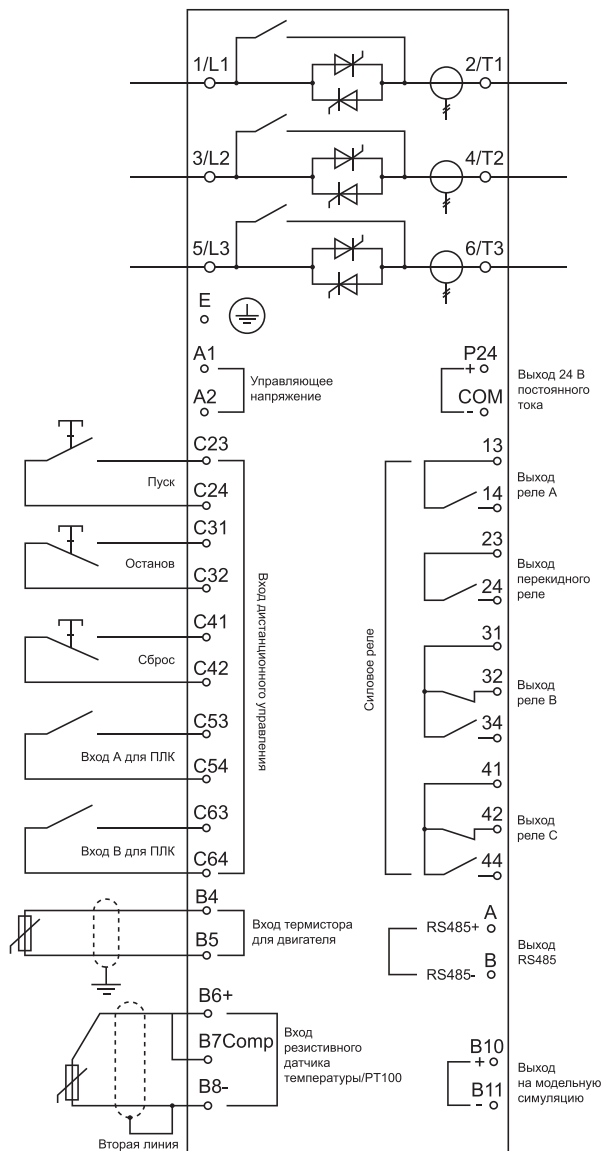 1/L1
2/T1
3/L2
4/T2
5/L3
6/T3
E
A1
A2
Управляющее
напряжение
P24
+
COM
-
Выход 24 В
постоянного
тока
C23
Пуск
C24
C31
Останов
C32
C41
Сброс
C42
C53
Вход А для ПЛК
C54
C63
Вход В для ПЛК
C64
Вход дистанционного управления
Силовое реле
13
14
Выход
реле А
23
24
Выход
перекидного
реле
31
32
34
Выход
реле В
41
42
44
Выход
реле С
B4
B5
Вход термистора
для двигателя
A
RS485+
B
RS485-
Выход
RS485
B6+
B7Comp
B8-
Вход
резистивного
датчика
температуры/PT100
Вторая линия
B10
+
B11
-
Выход
на модельную
симуляцию